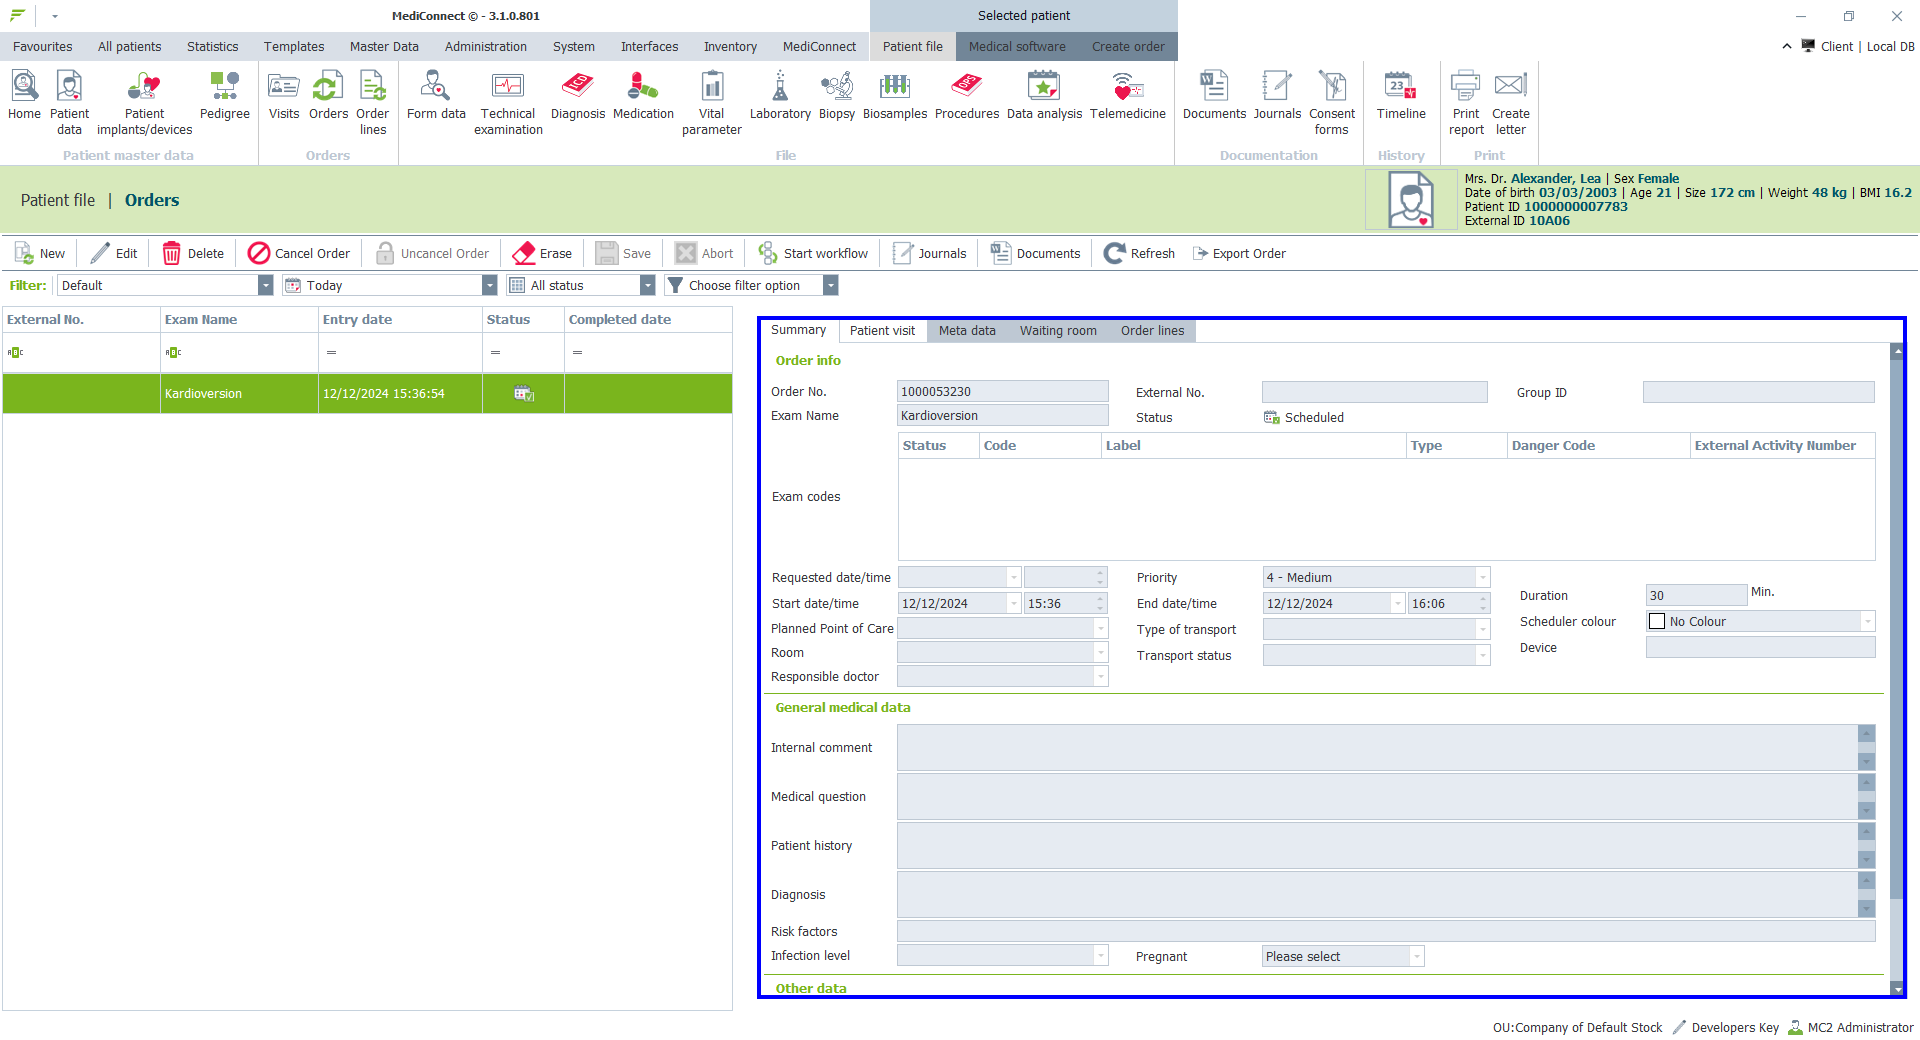 MediConnect © - 3.1.0.801
Selected patient
Favourites All patients Statistics Templates Master Data Administration System Interfaces Inventory MediConnect Patient file Medical software Create order
Client | Local DB
Home Patient data Patient implants/devices Pedigree
Visits Orders Order lines
Form data Technical examination Diagnosis Medication Vital parameter Laboratory Biopsy Biosamples Procedures Data analysis Telemedicine
Documents Journals Consent forms
23
Timeline
Print report Create letter
Patient master data Orders File Documentation History Print
Patient file | Orders
Mrs. Dr. Alexander, Lea | Sex Female
Date of birth 03/03/2003 | Age 21 | Size 172 cm | Weight 48 kg | BMI 16.2
Patient ID 1000000007783
External ID 10A06
New Edit Delete Cancel Order Uncancel Order Erase Save Abort Start workflow Journals Documents Refresh Export Order
Filter: Default Today All status Choose filter option
External No. Exam Name Entry date Status Completed date
ABC ABC = = =
Kardioversion 12/12/2024 15:36:54
Summary Patient visit Meta data Waiting room Order lines
Order info
Order No. 1000053230 External No. Group ID
Exam Name Kardioversion Status Scheduled
Status Code Label Type Danger Code External Activity Number
Exam codes
Requested date/time Priority 4 - Medium
Start date/time 12/12/2024 15:36 End date/time 12/12/2024 16:06 Duration 30 Min.
Planned Point of Care Type of transport Scheduler colour No Colour
Room Transport status Device
Responsible doctor
General medical data
Internal comment
Medical question
Patient history
Diagnosis
Risk factors
Infection level Pregnant Please select
Other data
OU:Company of Default Stock Developers Key MC2 Administrator